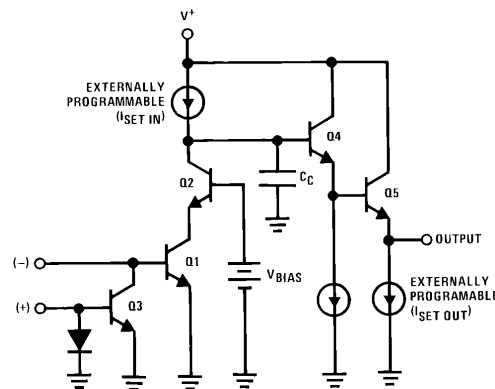 V+
EXTERNALLY
PROGRAMMABLE
(ISET IN)
Q4
Q2
CC
Q5
OUTPUT
(−)
Q1
VBIAS
EXTERNALLY
PROGRAMABLE
(ISET OUT)
(+)
Q3